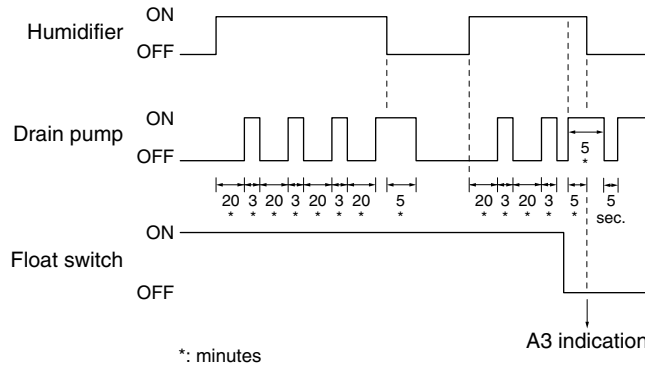 ON
Humidifier
OFF
ON
Drain pump
OFF
5
*
20 3 20 3 20 3 20 5 20 3 20 3 5 5
* * * * * * * * * * * * * sec.
ON
Float switch
OFF
A3 indication
*: minutes